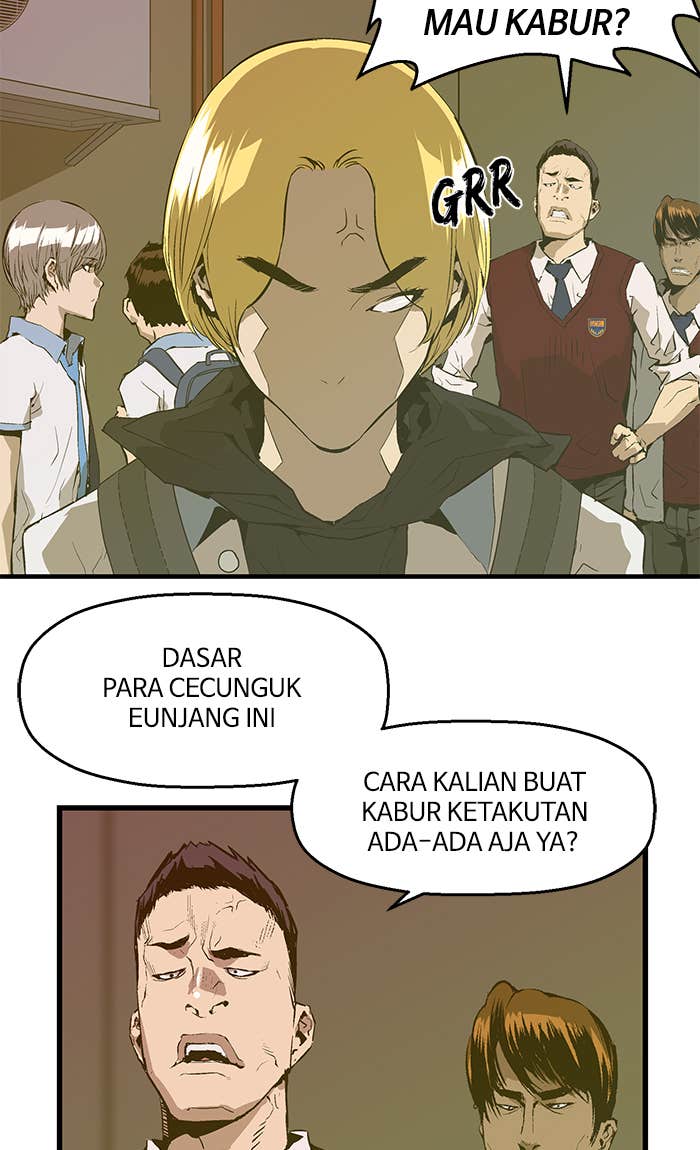 MAU KABUR?
GRR
DASAR
PARA CECUNGUK
EUNJANG INI
CARA KALIAN BUAT
KABUR KETAKUTAN
ADA-ADA AJA YA?